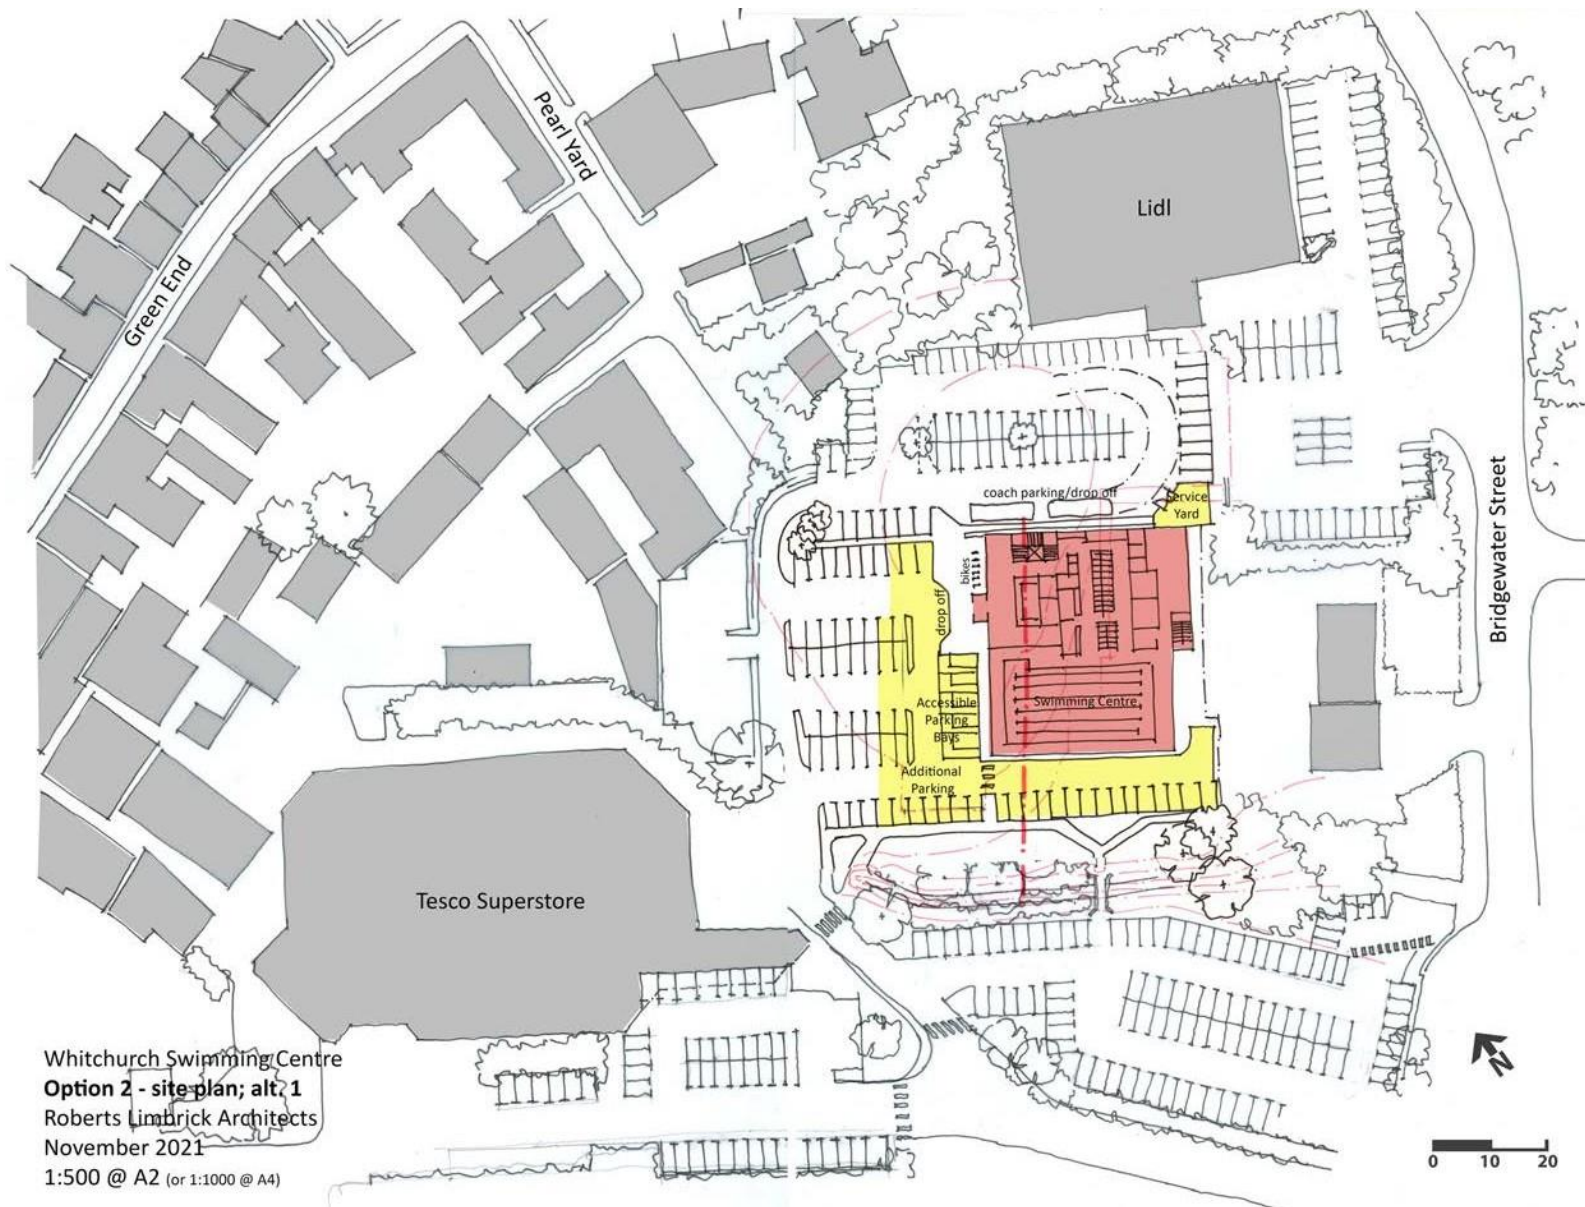 Pearl Yard
Lidl
Green End
coach parking/drop off
Service
Yard
bikes
drop off
Bridgewater Street
Accessible
Parking
Bays
Swimming Centre
Additional
Parking
Tesco Superstore
Whitchurch Swimming Centre
Option 2 - site plan; alt. 1
Roberts Limbrick Architects
November 2021
1:500 @ A2 (or 1:1000 @ A4)
N
0 10 20